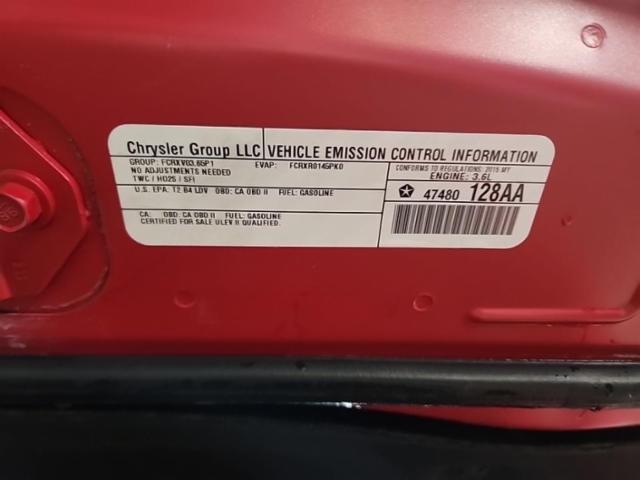 Chrysler Group LLC VEHICLE EMISSION CONTROL INFORMATION
GROUP: FCRXV03.65P1 EVAP: FCRXR0145PK0 CONFORMS TO REGULATIONS: 2015 MY
NO ADJUSTMENTS NEEDED ENGINE: 3.6L
TWC / HO2S / SFI
U.S. EPA: T2 B4 LDV OBD: CA OBD II FUEL: GASOLINE 47480 128AA
CA: OBD: CA OBD II FUEL: GASOLINE
CERTIFIED FOR SALE ULEV II QUALIFIED.